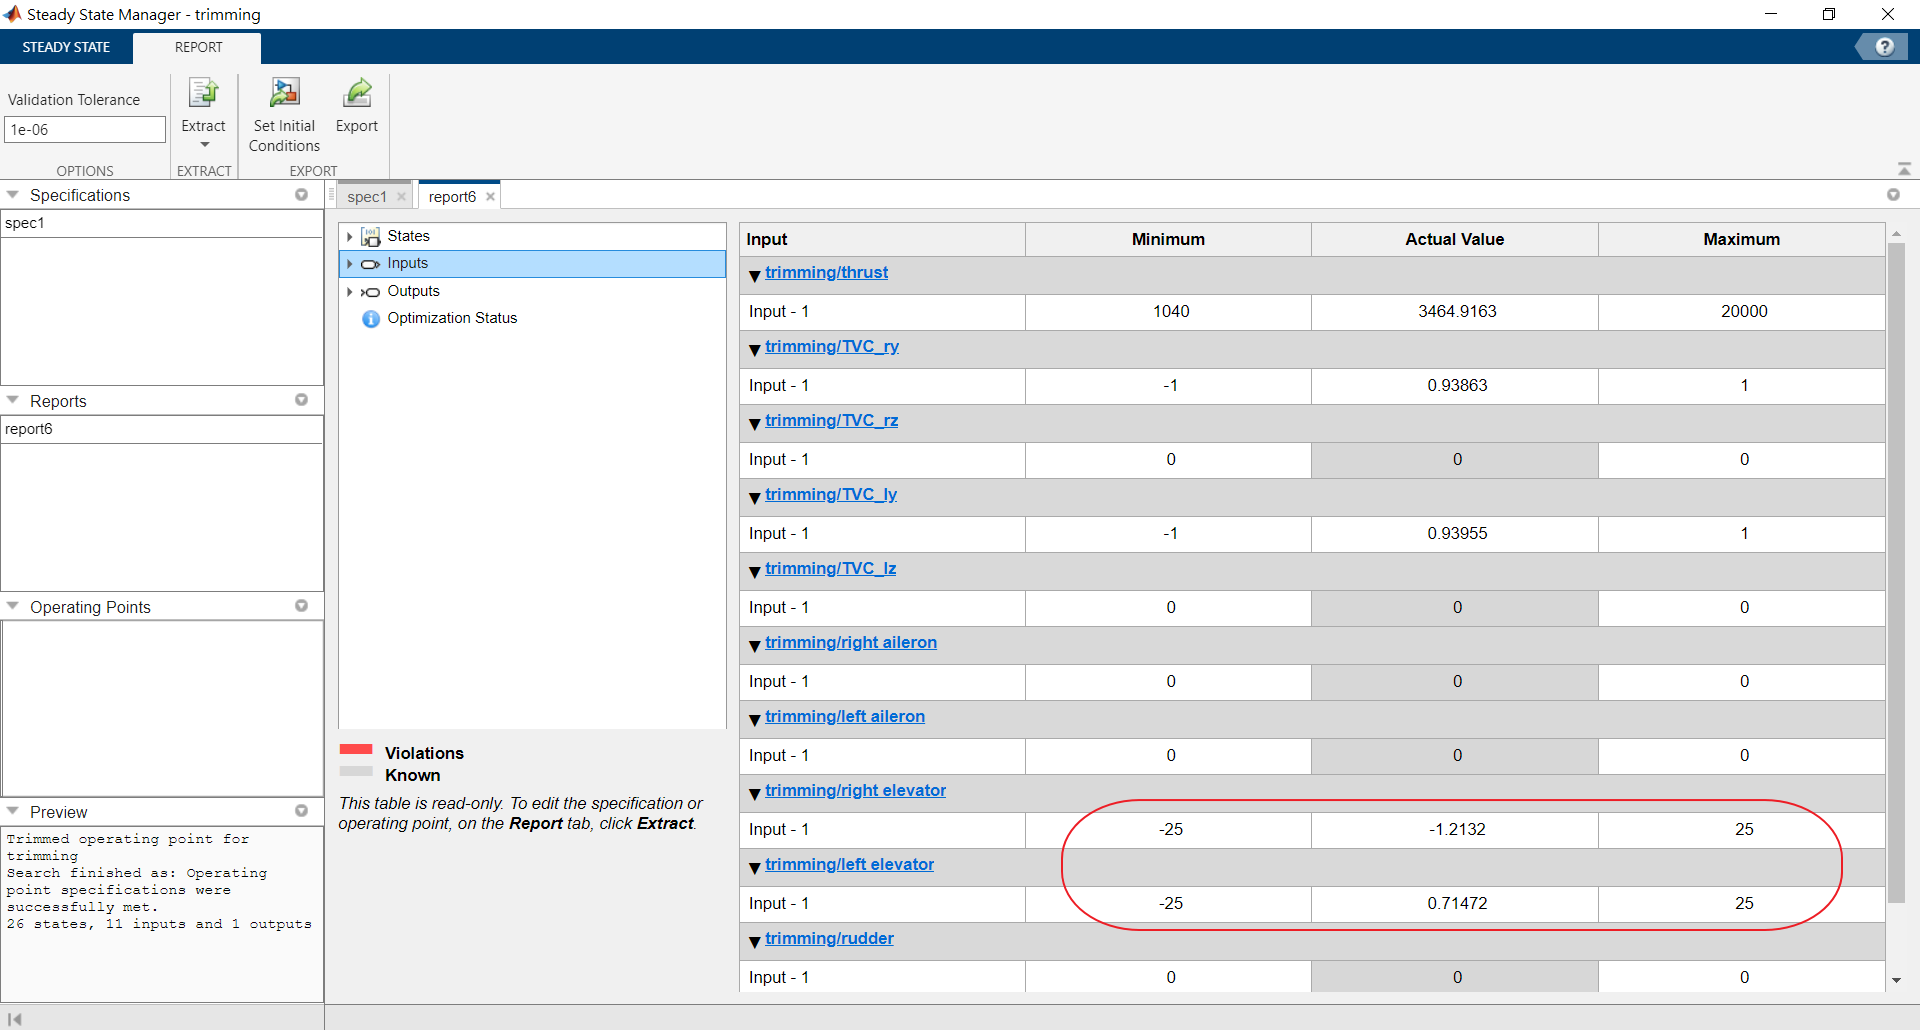 Steady State Manager - trimming
STEADY STATE
REPORT
?
Validation Tolerance
1e-06
Extract
Set Initial
Conditions
Export
OPTIONS
EXTRACT
EXPORT
Specifications
spec1
Reports
report6
Operating Points
Preview
Trimmed operating point for
trimming
Search finished as: Operating
point specifications were
successfully met.
26 states, 11 inputs and 1 outputs
spec1
report6
States
Inputs
Outputs
Optimization Status
Violations
Known
This table is read-only. To edit the specification or
operating point, on the Report tab, click Extract.
Input Minimum Actual Value Maximum
trimming/thrust
Input - 1 1040 3464.9163 20000
trimming/TVC_ry
Input - 1 -1 0.93863 1
trimming/TVC_rz
Input - 1 0 0 0
trimming/TVC_ly
Input - 1 -1 0.93955 1
trimming/TVC_lz
Input - 1 0 0 0
trimming/right aileron
Input - 1 0 0 0
trimming/left aileron
Input - 1 0 0 0
trimming/right elevator
Input - 1 -25 -1.2132 25
trimming/left elevator
Input - 1 -25 0.71472 25
trimming/rudder
Input - 1 0 0 0